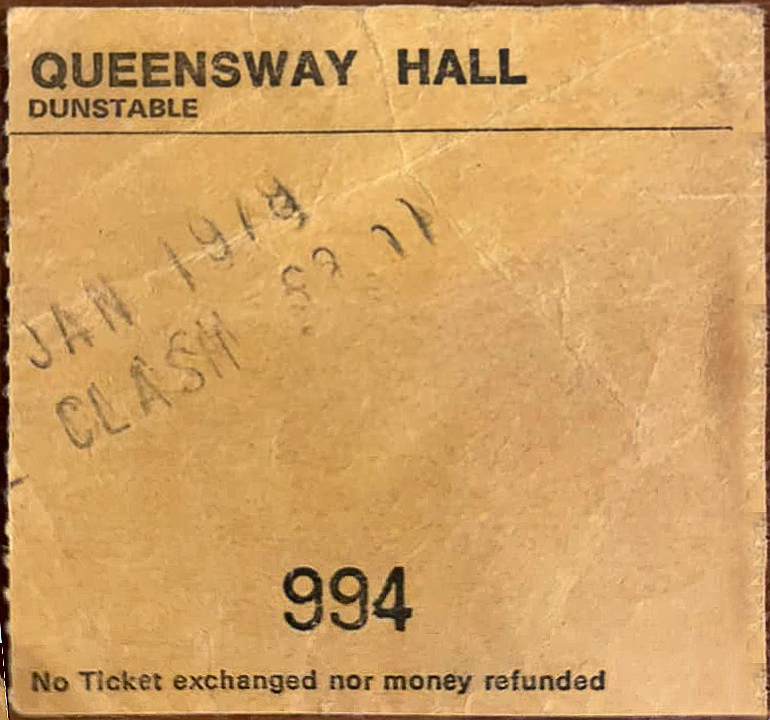 QUEENSWAY HALL
DUNSTABLE
JAN 1978
CLASH
994
No Ticket exchanged nor money refunded